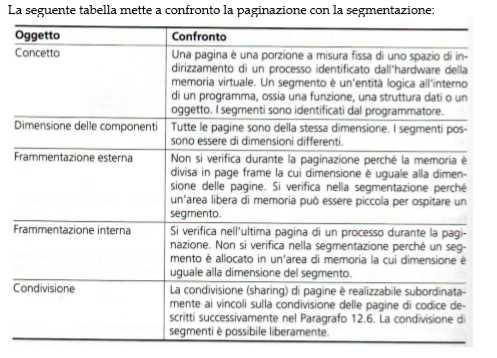 La seguente tabella mette a confronto la paginazione con la segmentazione:
Oggetto Confronto
Concetto Una pagina è una porzione a misura fissa di uno spazio di in-
dirizzamento di un processo identificato dall'hardware della
memoria virtuale. Un segmento è un'entità logica all'interno
di un programma, ossia una funzione, una struttura dati o un
oggetto. I segmenti sono identificati dal programmatore.
Dimensione delle componenti Tutte le pagine sono della stessa dimensione. I segmenti pos-
sono essere di dimensioni differenti.
Frammentazione esterna Non si verifica durante la paginazione perché la memoria è
divisa in page frame la cui dimensione è uguale alla dimen-
sione delle pagine. Si verifica nella segmentazione perché
un'area libera di memoria può essere piccola per ospitare un
segmento.
Frammentazione interna Si verifica nell'ultima pagina di un processo durante la pagi-
nazione. Non si verifica nella segmentazione perché un seg-
mento è allocato in un'area di memoria la cui dimensione è
uguale alla dimensione del segmento.
Condivisione La condivisione (sharing) di pagine è realizzabile subordinata-
mente ai vincoli sulla condivisione delle pagine di codice de-
scritti successivamente nel Paragrafo 12.6. La condivisione di
segmenti è possibile liberamente.